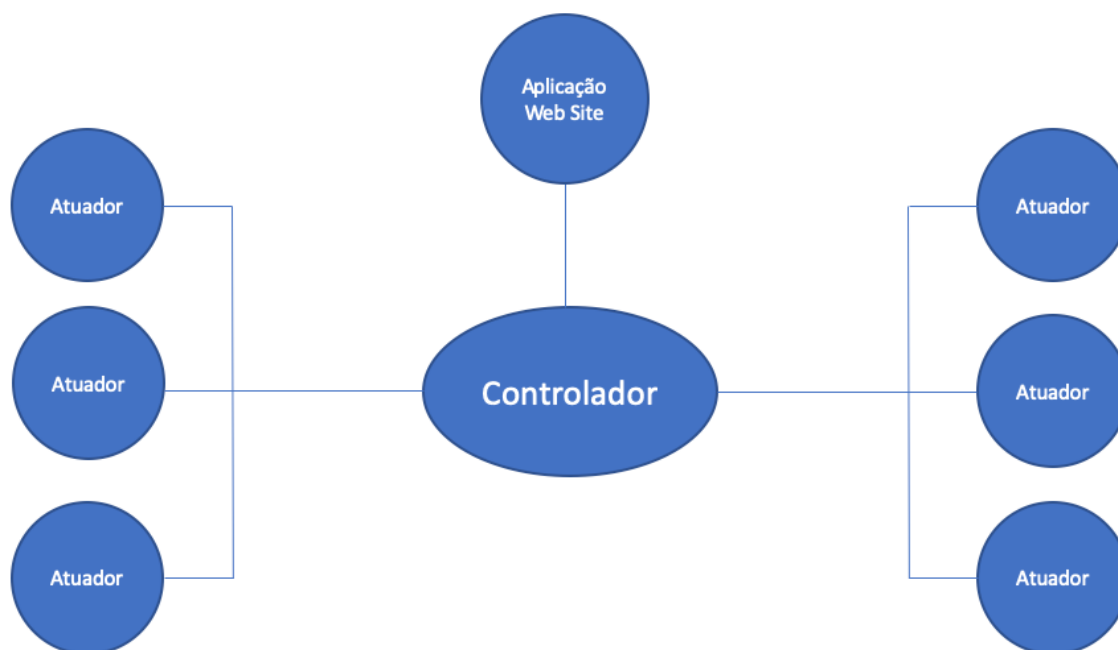 Aplicação
Web Site
Atuador
Atuador
Atuador
Atuador
Controlador
Atuador
Atuador